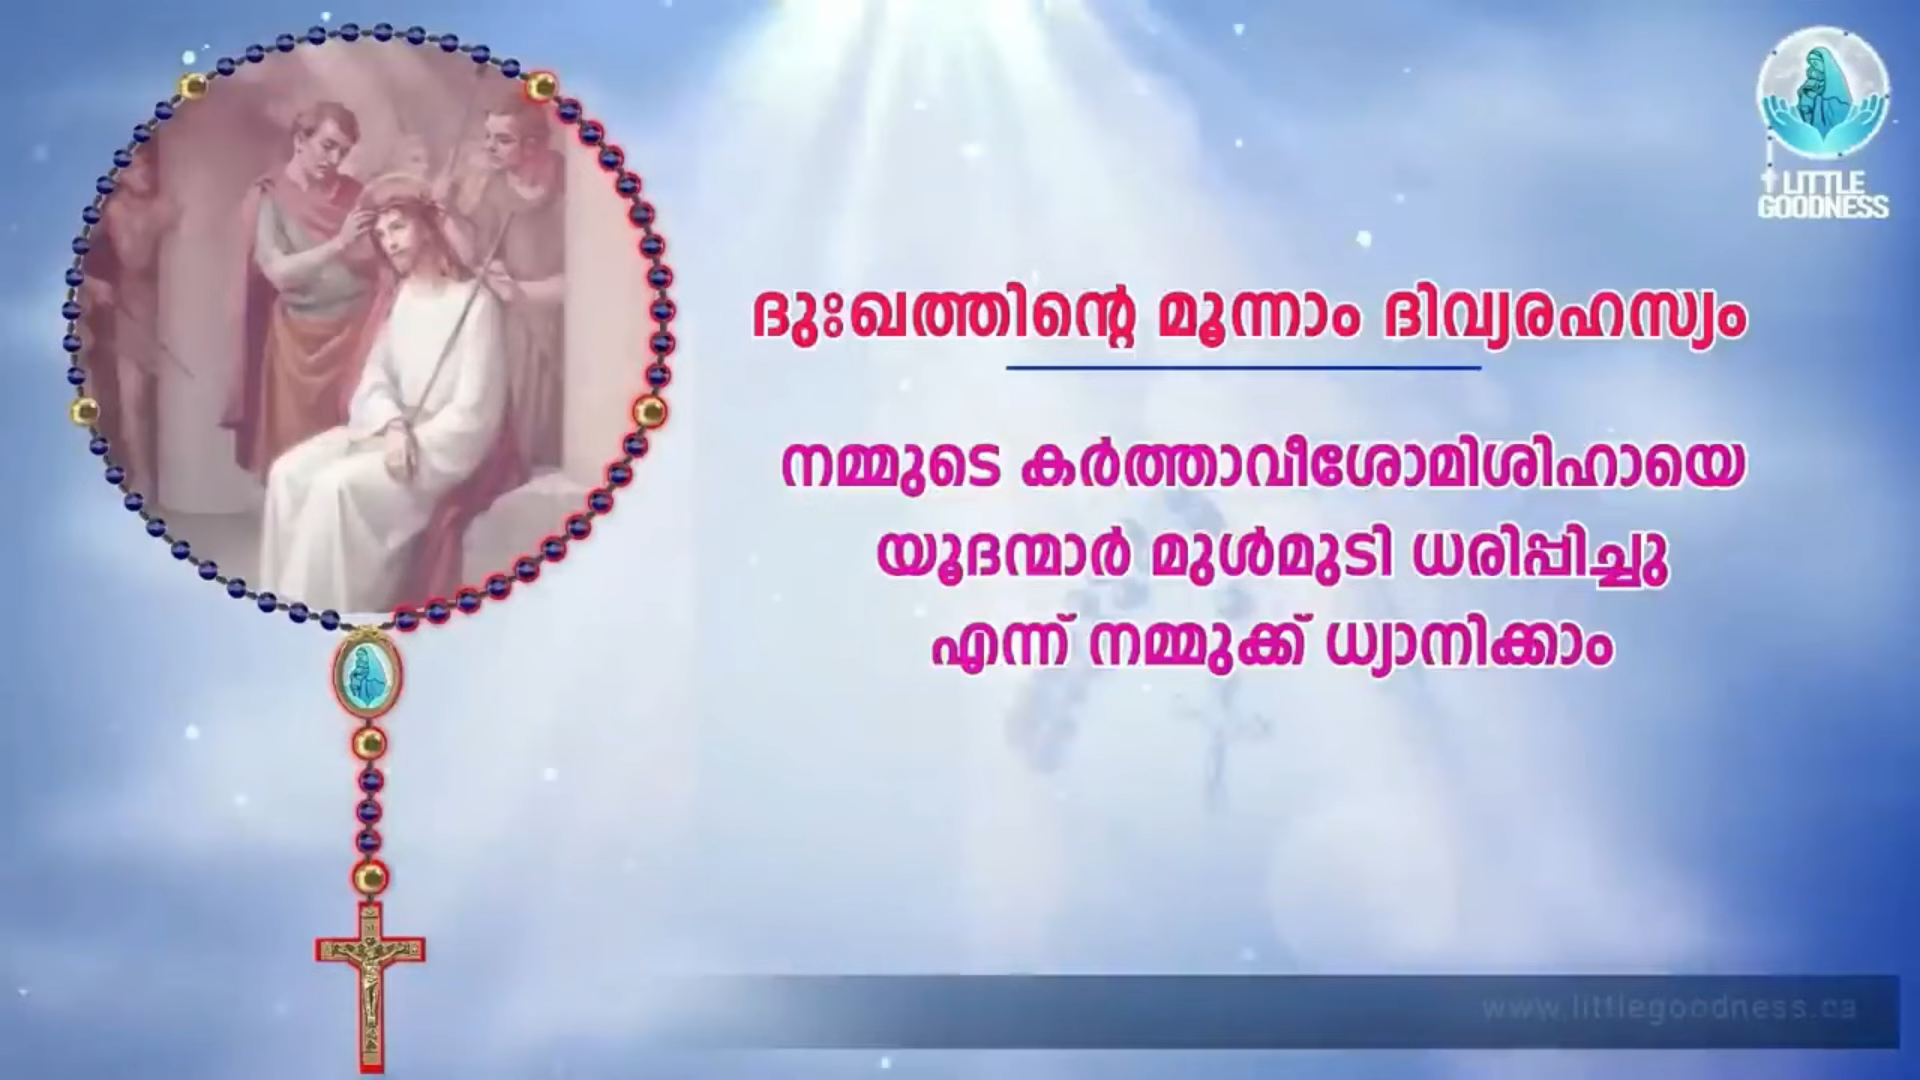 LITTLE
GOODNESS
ദുഃഖത്തിന്റെ മൂന്നാം ദിവ്യരഹസ്യം
നമ്മുടെ കർത്താവീശോമിശിഹായെ
യൂദന്മാർ മുൾമുടി ധരിപ്പിച്ചു
എന്ന് നമ്മുക്ക് ധ്യാനിക്കാം
www.littlegoodness.ca